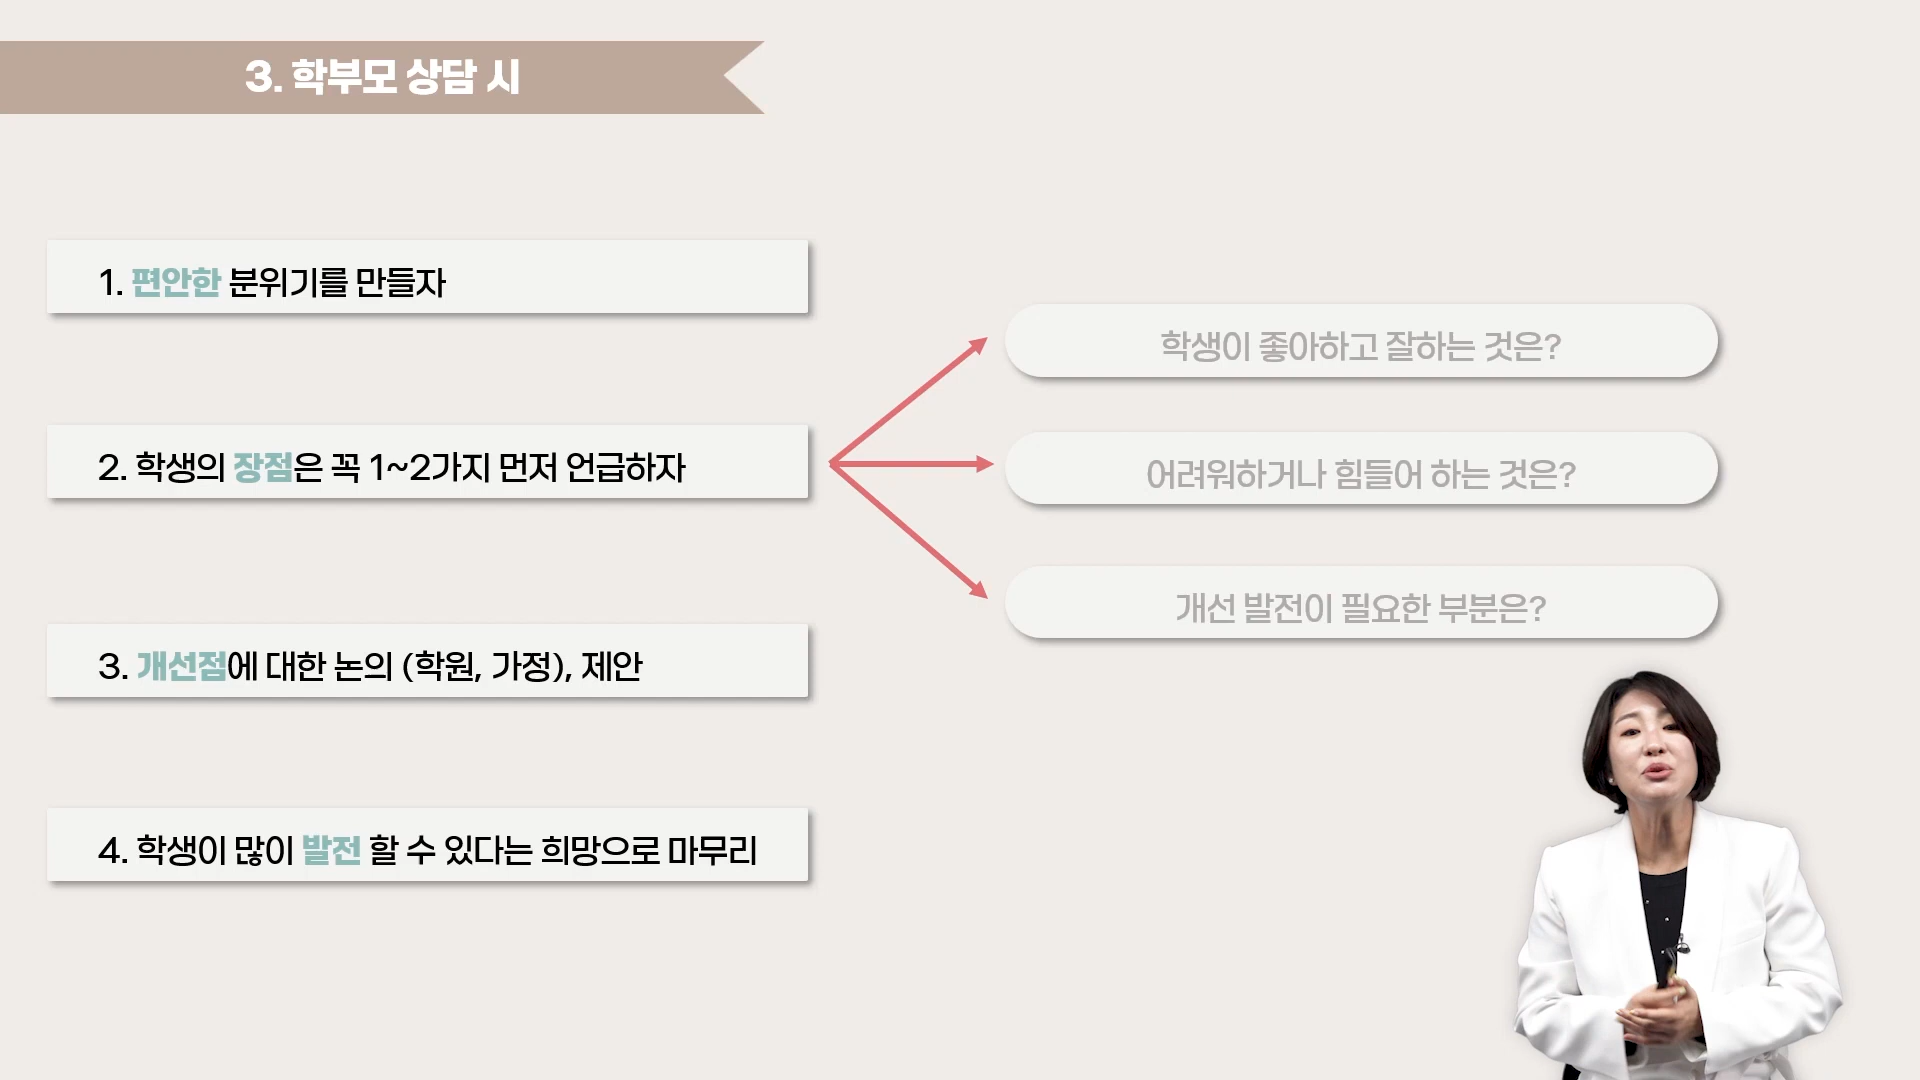 3. 학부모 상담 시
1. 편안한 분위기를 만들자
2. 학생의 장점은 꼭 1~2가지 먼저 언급하자
3. 개선점에 대한 논의 (학원, 가정), 제안
4. 학생이 많이 발전 할 수 있다는 희망으로 마무리
학생이 좋아하고 잘하는 것은?
어려워하거나 힘들어 하는 것은?
개선 발전이 필요한 부분은?